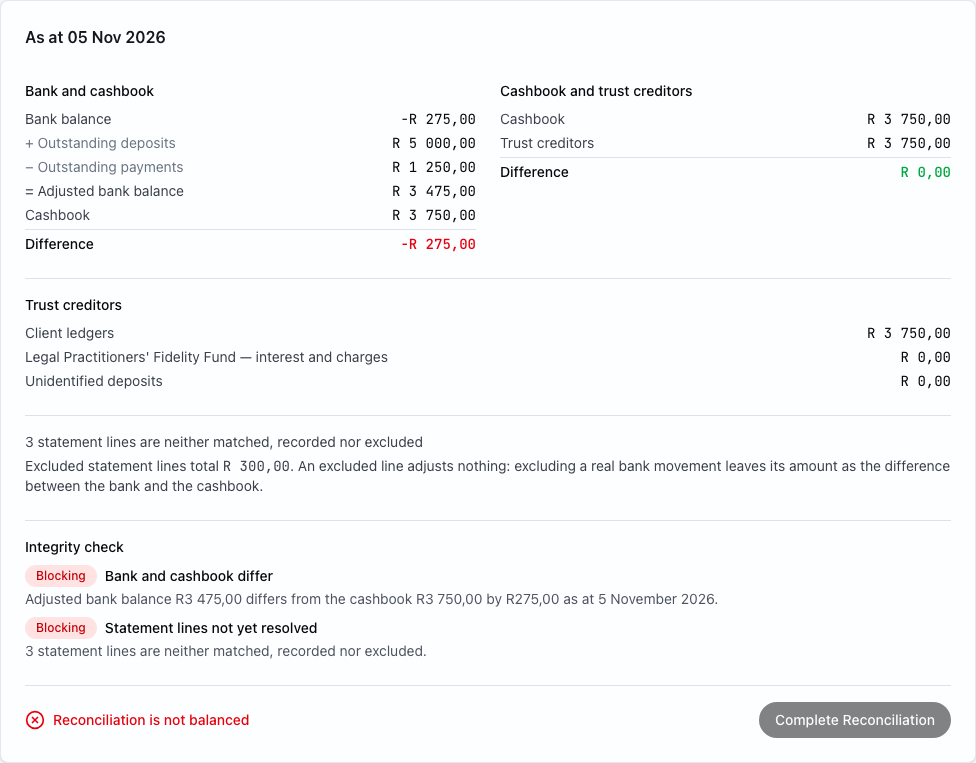 As at 05 Nov 2026
Bank and cashbook
Bank balance -R 275,00
+ Outstanding deposits R 5 000,00
− Outstanding payments R 1 250,00
= Adjusted bank balance R 3 475,00
Cashbook R 3 750,00
Difference -R 275,00
Cashbook and trust creditors
Cashbook R 3 750,00
Trust creditors R 3 750,00
Difference R 0,00
Trust creditors
Client ledgers R 3 750,00
Legal Practitioners' Fidelity Fund — interest and charges R 0,00
Unidentified deposits R 0,00
3 statement lines are neither matched, recorded nor excluded
Excluded statement lines total R 300,00. An excluded line adjusts nothing: excluding a real bank movement leaves its amount as the difference
between the bank and the cashbook.
Integrity check
Blocking Bank and cashbook differ
Adjusted bank balance R3 475,00 differs from the cashbook R3 750,00 by R275,00 as at 5 November 2026.
Blocking Statement lines not yet resolved
3 statement lines are neither matched, recorded nor excluded.
Reconciliation is not balanced
Complete Reconciliation